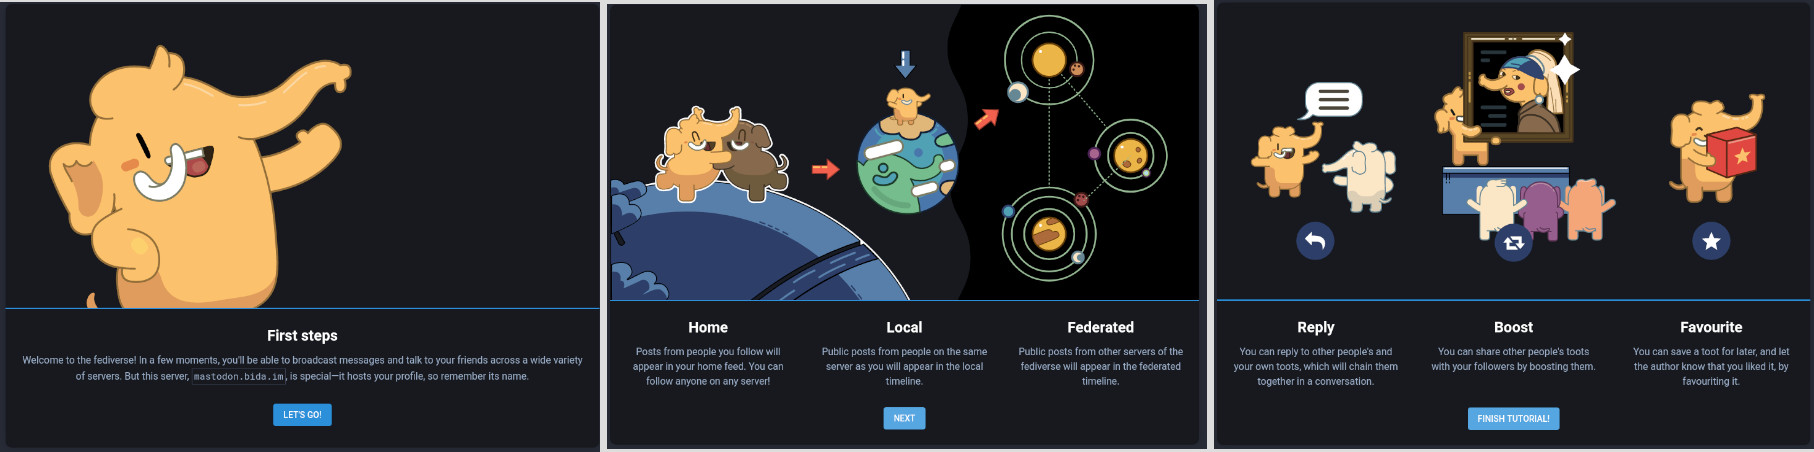 First steps
Welcome to the fediverse! In a few moments, you'll be able to broadcast messages and talk to your friends across a wide variety
of servers. But this server, mastodon.bida.im, is special—it hosts your profile, so remember its name.
LET'S GO!
Home
Posts from people you follow will
appear in your home feed. You can
follow anyone on any server!
Local
Public posts from people on the same
server as you will appear in the local
timeline.
Federated
Public posts from other servers of the
fediverse will appear in the federated
timeline.
NEXT
Reply
You can reply to other people's and
your own toots, which will chain them
together in a conversation.
Boost
You can share other people's toots
with your followers by boosting them.
Favourite
You can save a toot for later, and let
the author know that you liked it, by
favouriting it.
FINISH TUTORIAL!